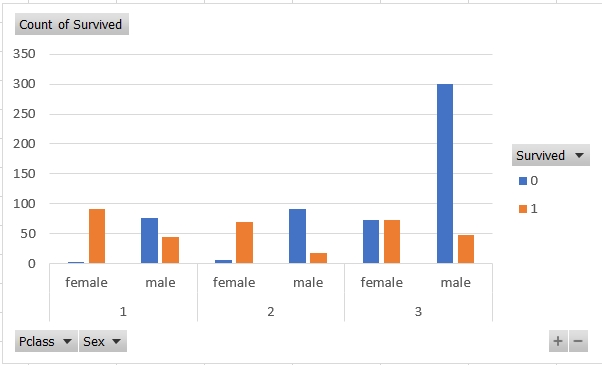 Count of Survived
350
300
250
200
150
100
50
0
female male female male female male
1 2 3
Survived
0
1
Pclass Sex
+ −